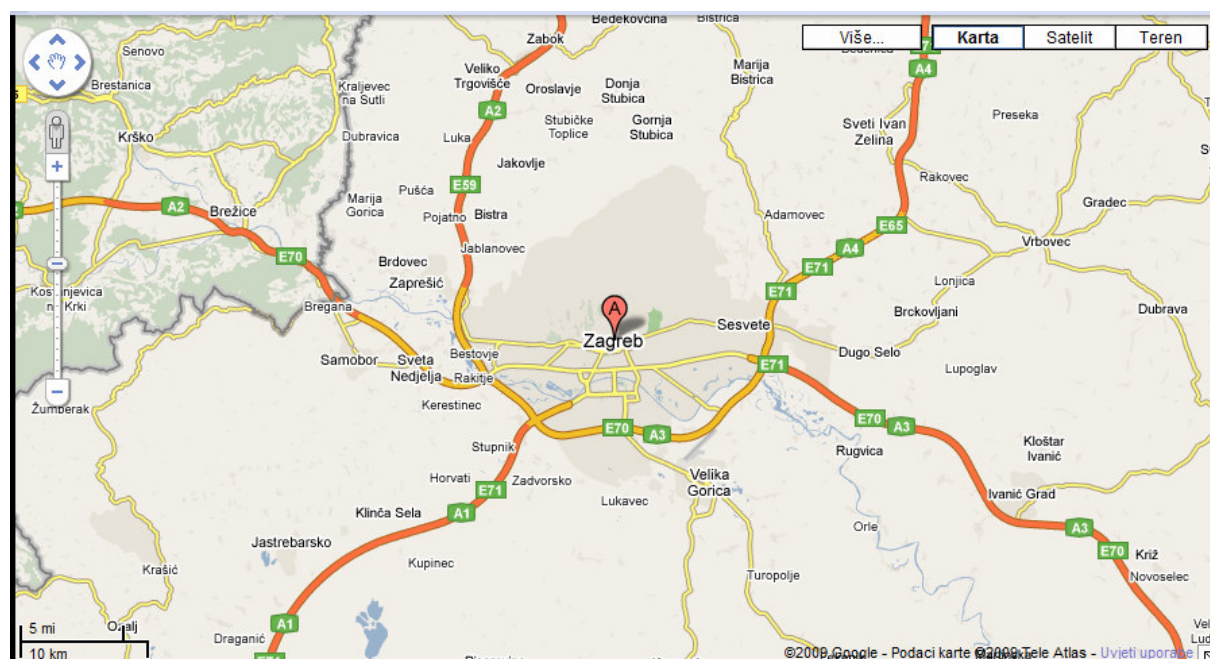 Bedekovčina
Bistrica
Više...
Karta
Satelit
Teren
Senovo
Zabok
A4
Brestanica
Kraljevec
na Sutli
Veliko
Trgovišće
Oroslavje
Donja
Stubica
Marija
Bistrica
A2
Krško
Dubravica
Luka
Stubičke
Toplice
Gornja
Stubica
Sveti Ivan
Zelina
Preseka
Jakovlje
Rakovec
E59
Pušća
Marija
Gorica
A2
Brežice
Pojatno
Bistra
Adamovec
E65
Gradec
Jablanovec
A4
Vrbovec
E70
Brdovec
Zaprešić
E71
Lonjica
E71
Bregana
A
Brckovljani
Dubrava
Sesvete
Zagreb
Samobor
Sveta
Nedjelja
Bestovje
Rakitje
Dugo Selo
E71
Lupoglav
Žumberak
Kerestinec
E70
A3
E70
A3
Stupnik
Rugvica
Kloštar
Ivanić
Horvati
Zadvorsko
E71
Velika
Gorica
Lukavec
Ivanić Grad
Klinča Sela
A1
Orle
A3
Jastrebarsko
E70
Križ
Krašić
Kupinec
Turopolje
Novoselec
A1
5 mi
10 km
Draganić
©2009 Google - Podaci karte ©2009 Tele Atlas - Uvjeti uporabe